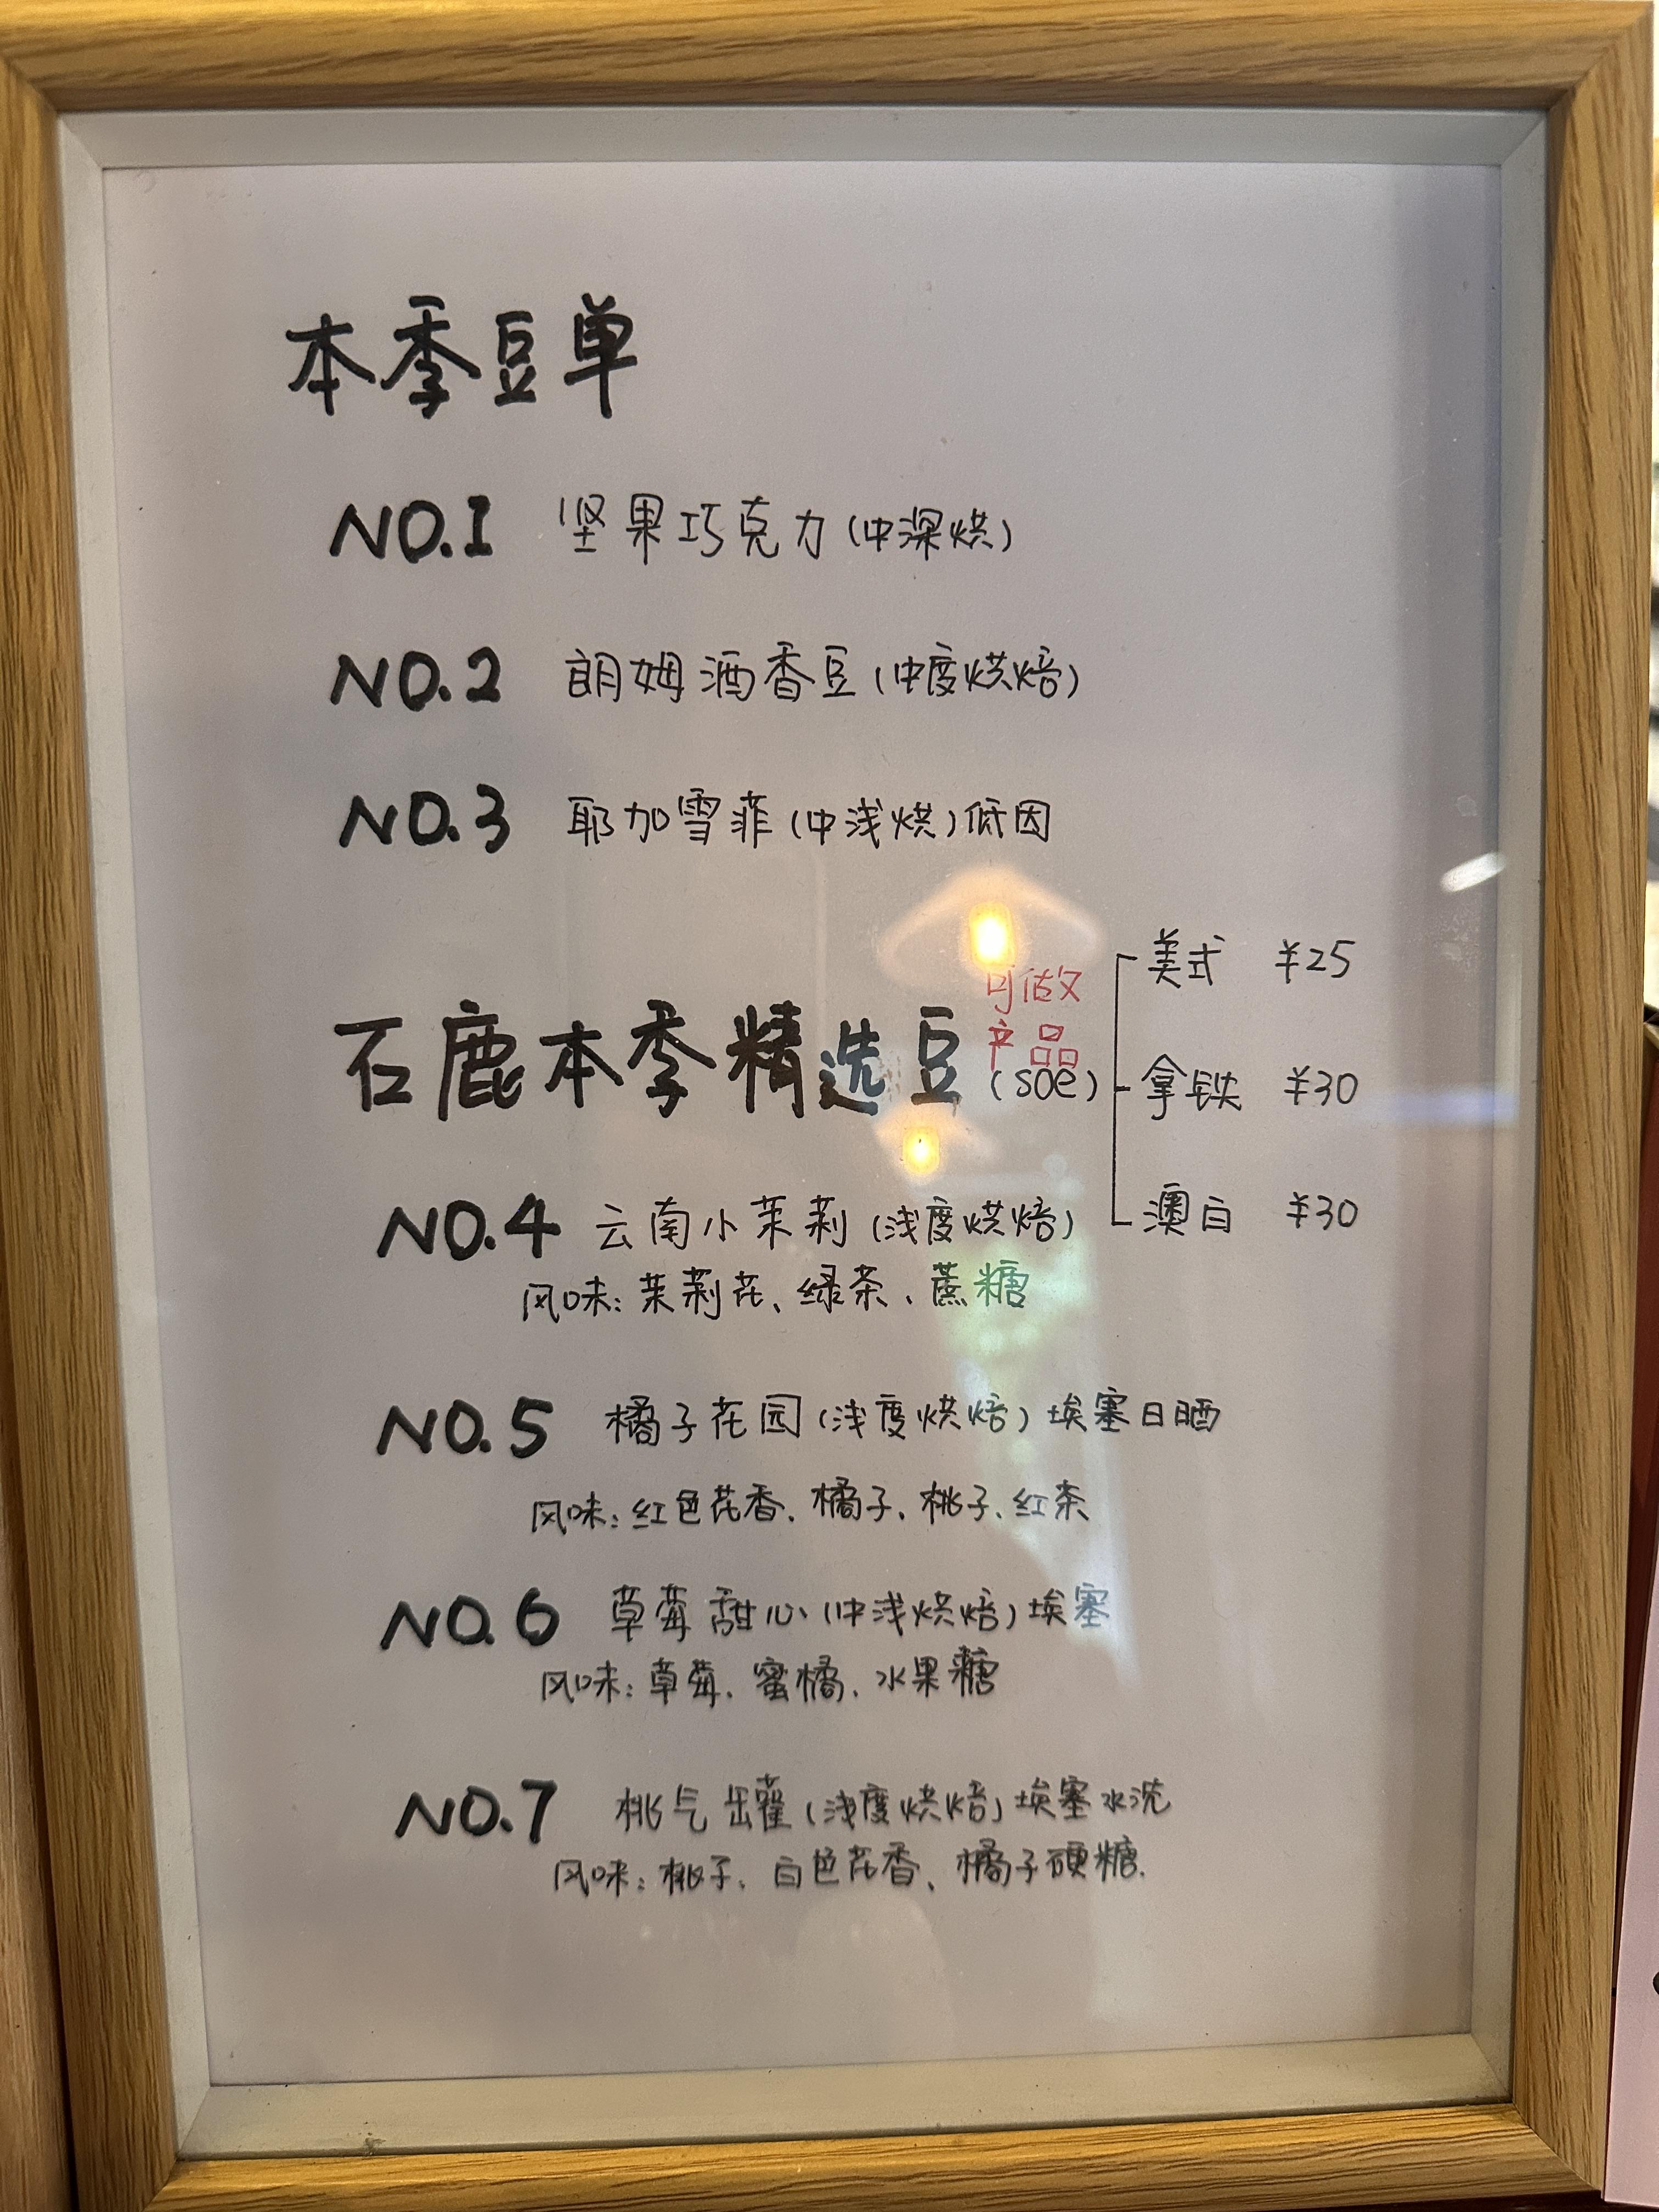 本季豆单
NO.1 坚果巧克力(中深烘)
NO.2 朗姆酒香豆(中度烘焙)
NO.3 耶加雪菲(中浅烘)低因
石鹿本季精选豆
可做
产品
(SOe)
美式 ¥25
拿铁 ¥30
澳白 ¥30
NO.4 云南小茉莉(浅度烘焙)
风味:茉莉花、绿茶、蔗糖
NO.5 橘子花园(浅度烘焙)埃塞日晒
风味:红色花香、橘子、桃子、红茶
NO.6 草莓甜心(中浅烘焙)埃塞
风味:草莓、蜜橘、水果糖
NO.7 桃气罐(浅度烘焙)埃塞水洗
风味:桃子、白色花香、橘子硬糖.